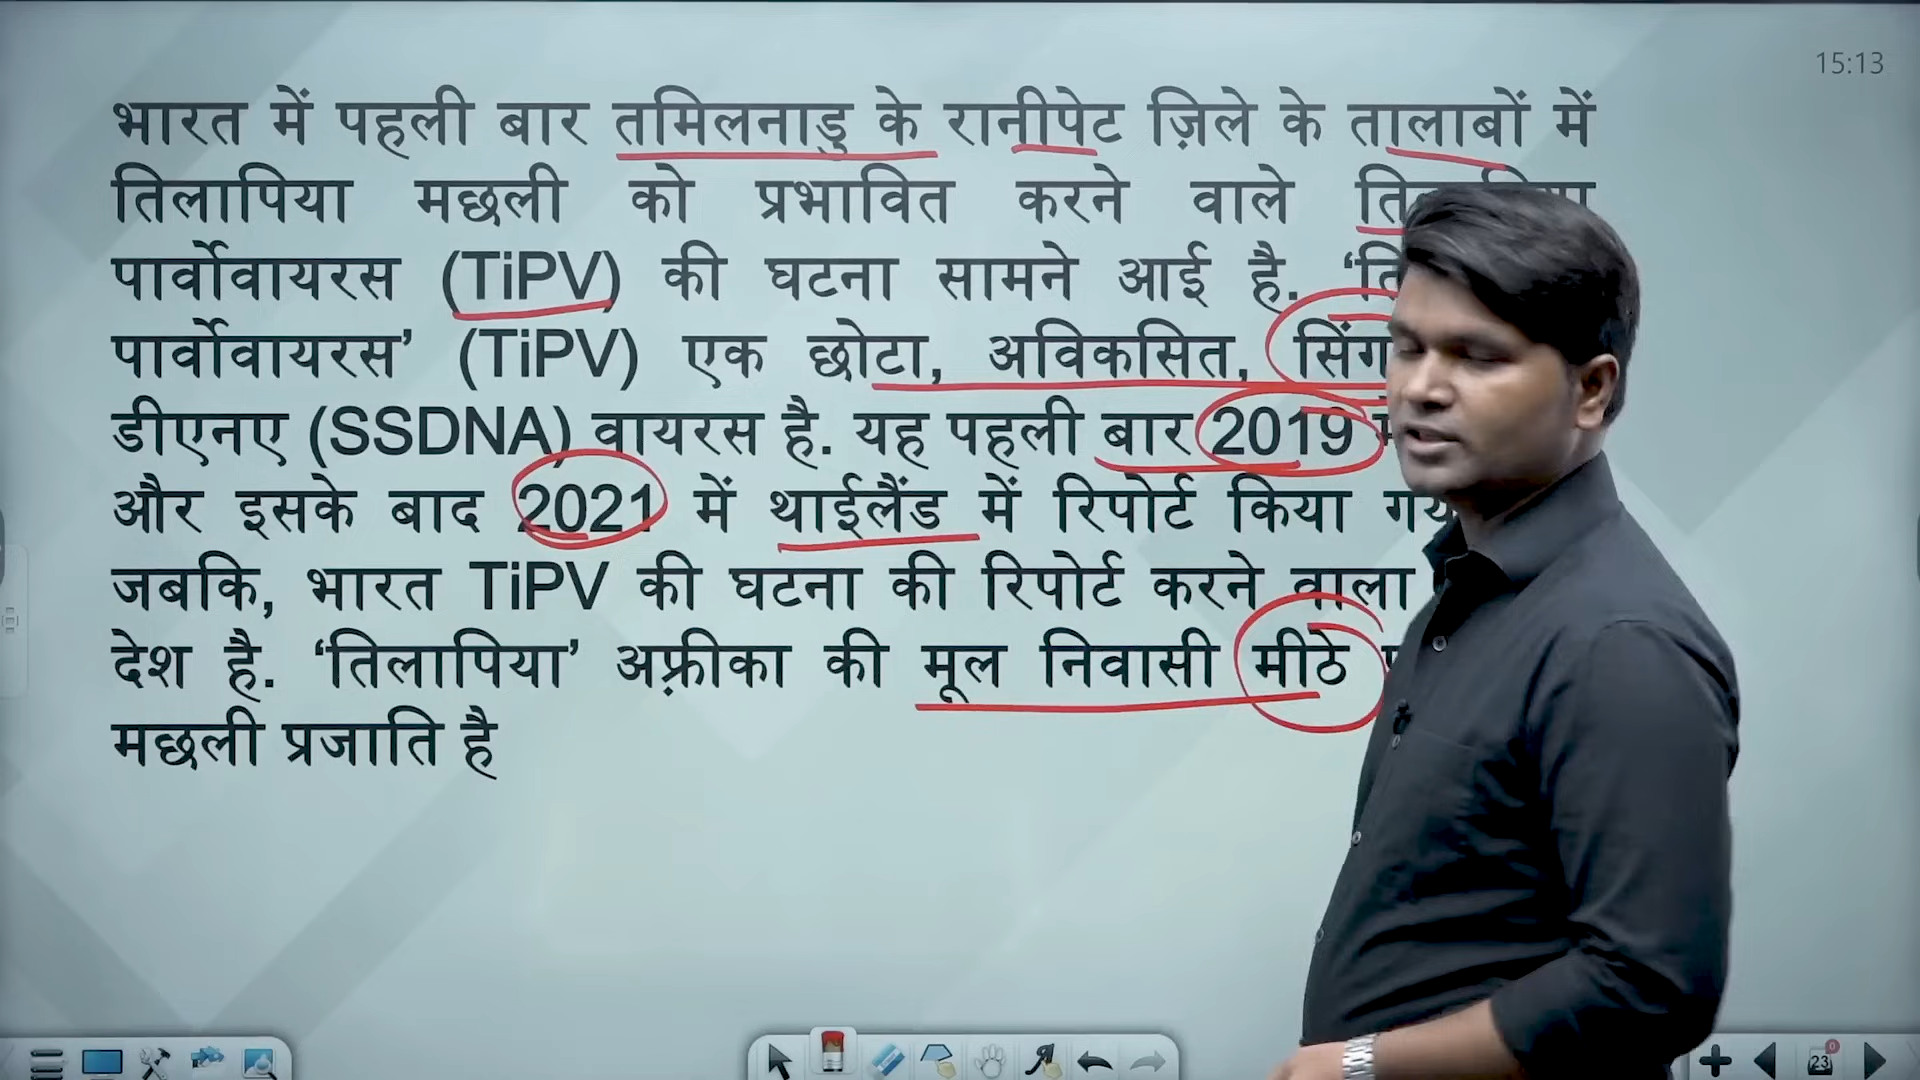 15:13
भारत में पहली बार तमिलनाडु के रानीपेट ज़िले के तालाबों में
तिलापिया मछली को प्रभावित करने वाले
पार्वोवायरस (TiPV) की घटना सामने आई है.
पार्वोवायरस’ (TiPV) एक छोटा, अविकसित,
डीएनए (SSDNA) वायरस है. यह पहली बार 2019
और इसके बाद 2021 में थाईलैंड में रिपोर्ट किया
जबकि, भारत TiPV की घटना की रिपोर्ट करने वाला
देश है. ‘तिलापिया’ अफ़्रीका की मूल निवासी मीठे
मछली प्रजाति है
23